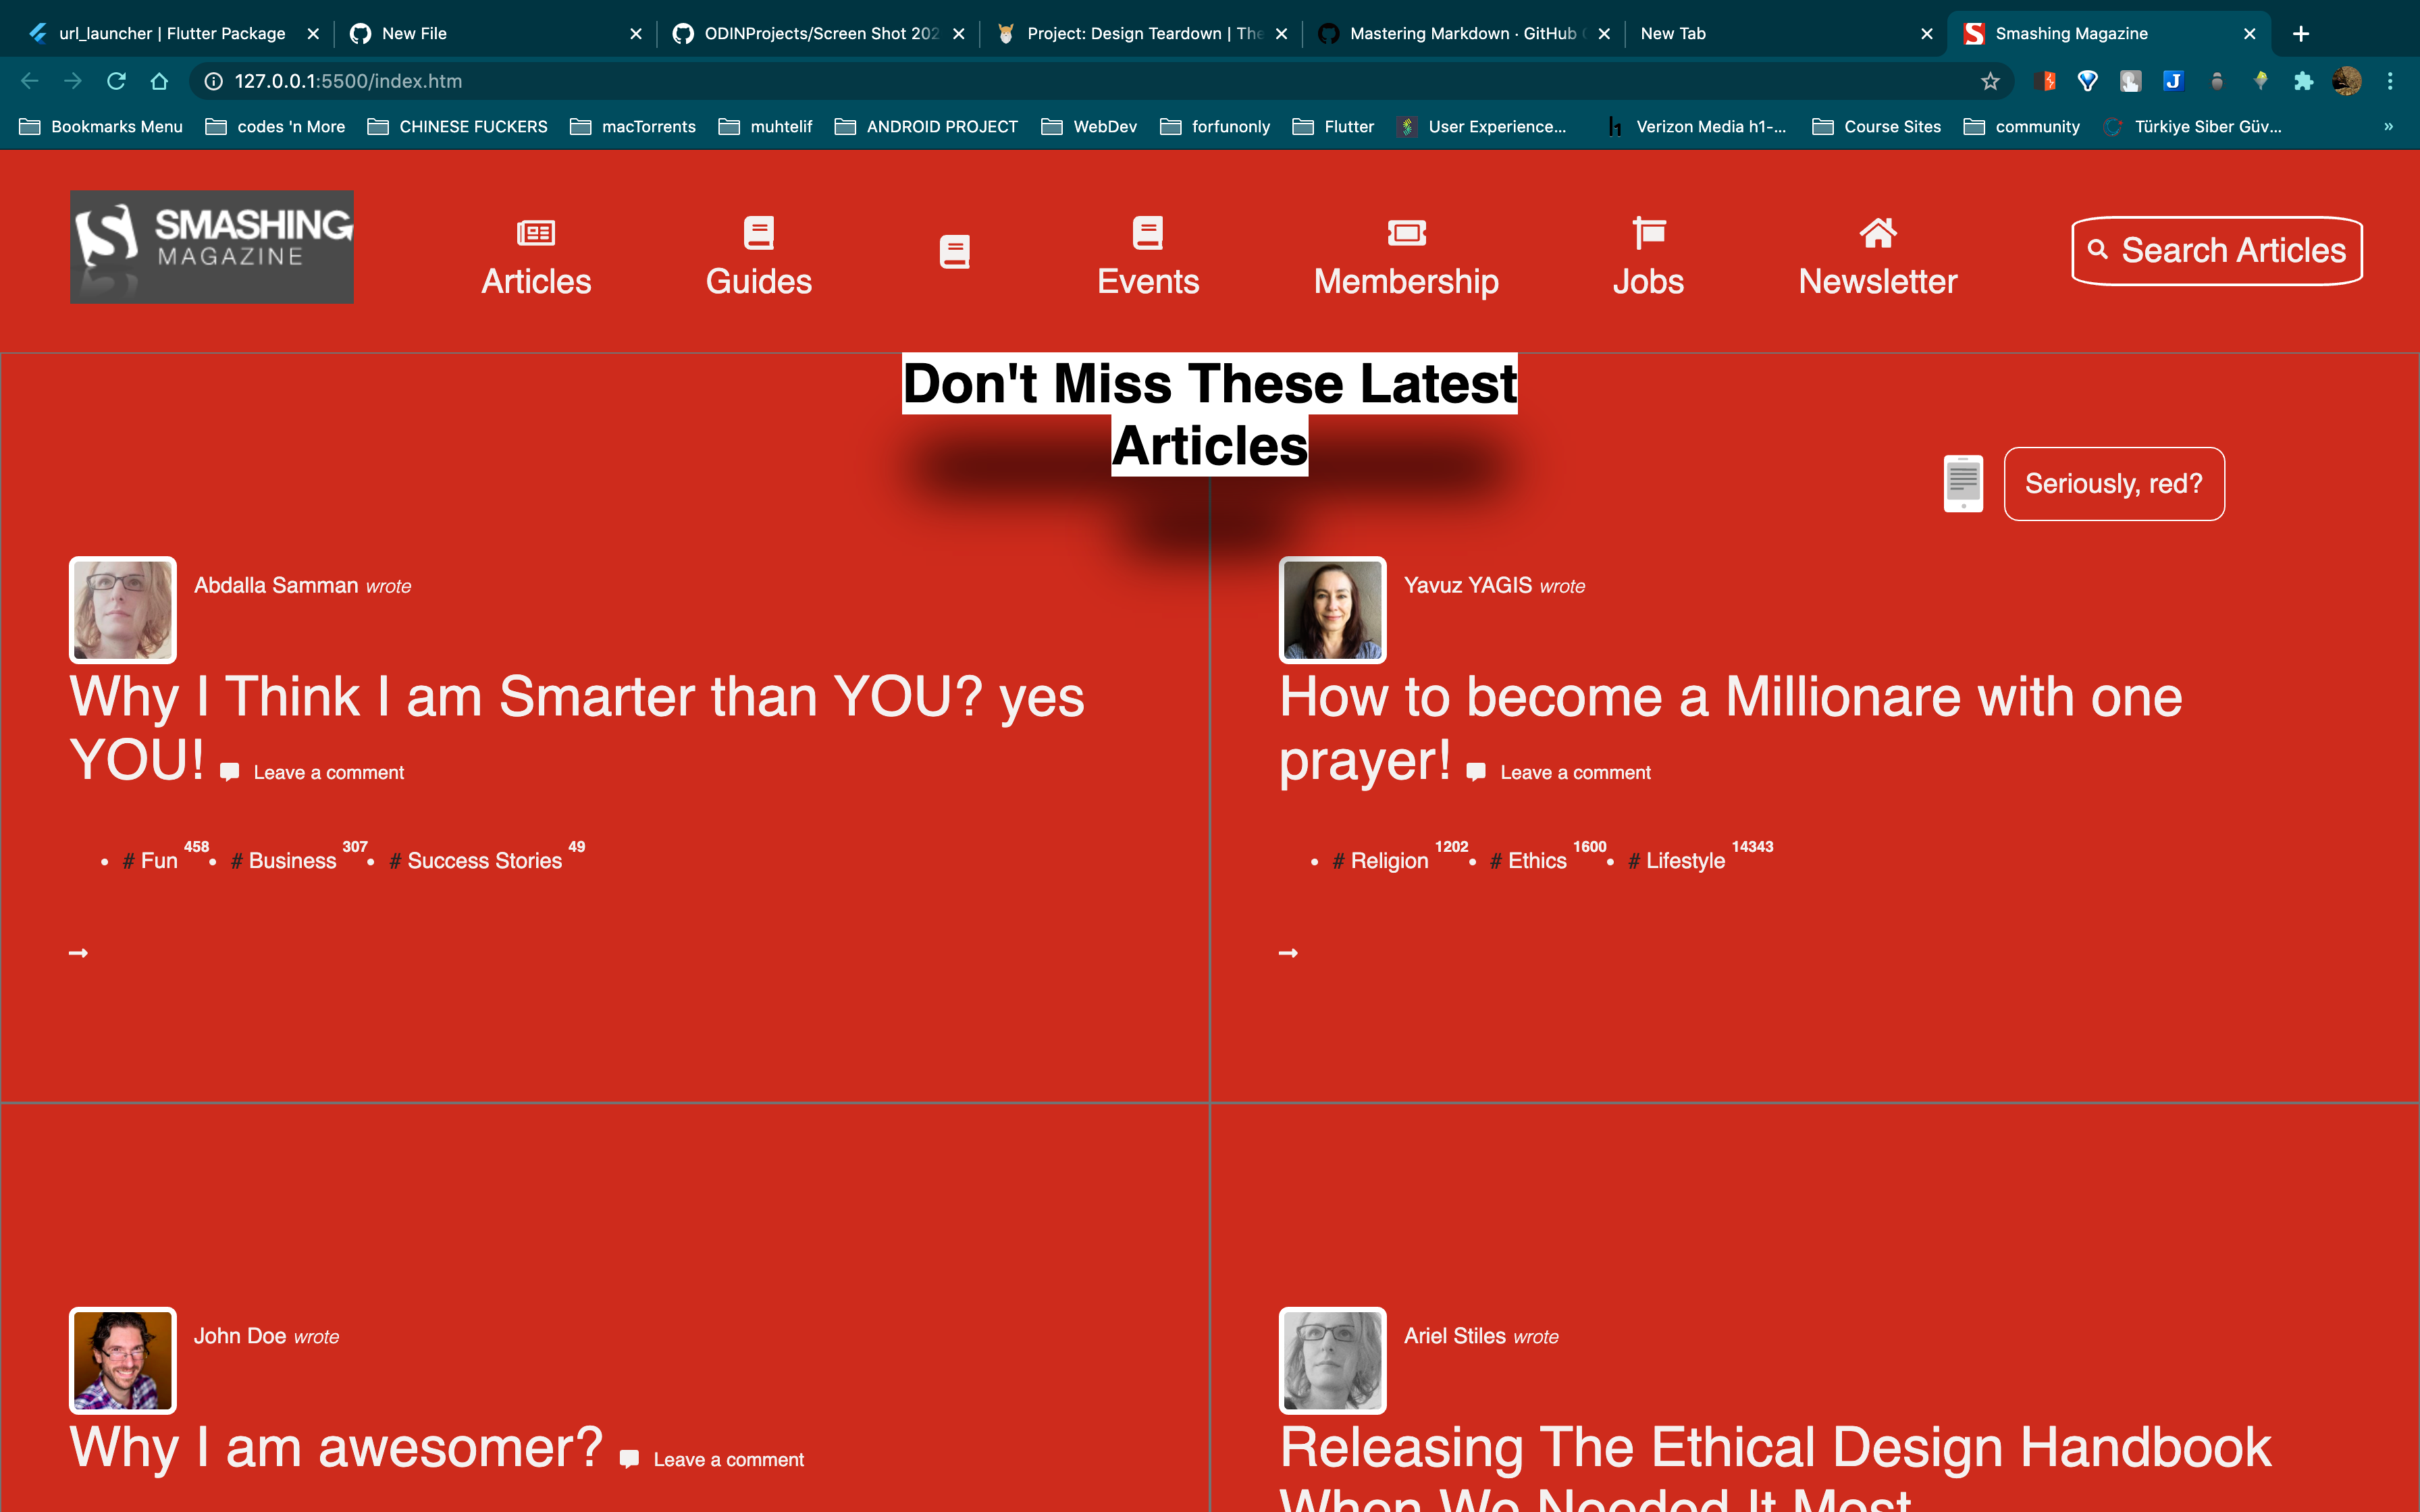 url_launcher | Flutter Package
New File
ODINProjects/Screen Shot 202
Project: Design Teardown | The
Mastering Markdown · GitHub
New Tab
Smashing Magazine
127.0.0.1:5500/index.htm
Bookmarks Menu
codes 'n More
CHINESE FUCKERS
macTorrents
muhtelif
ANDROID PROJECT
WebDev
forfunonly
Flutter
User Experience...
Verizon Media h1-...
Course Sites
community
Türkiye Siber Güv...
SMASHING
MAGAZINE
Articles
Guides
Events
Membership
Jobs
Newsletter
Search Articles
Don't Miss These Latest
Articles
Seriously, red?
Abdalla Samman wrote
Why I Think I am Smarter than YOU? yes
YOU! Leave a comment
• # Fun 458 • # Business 307 • # Success Stories 49
→
Yavuz YAGIS wrote
How to become a Millionare with one
prayer! Leave a comment
• # Religion 1202 • # Ethics 1600 • # Lifestyle 14343
→
John Doe wrote
Why I am awesomer? Leave a comment
Ariel Stiles wrote
Releasing The Ethical Design Handbook
When We Needed It Most